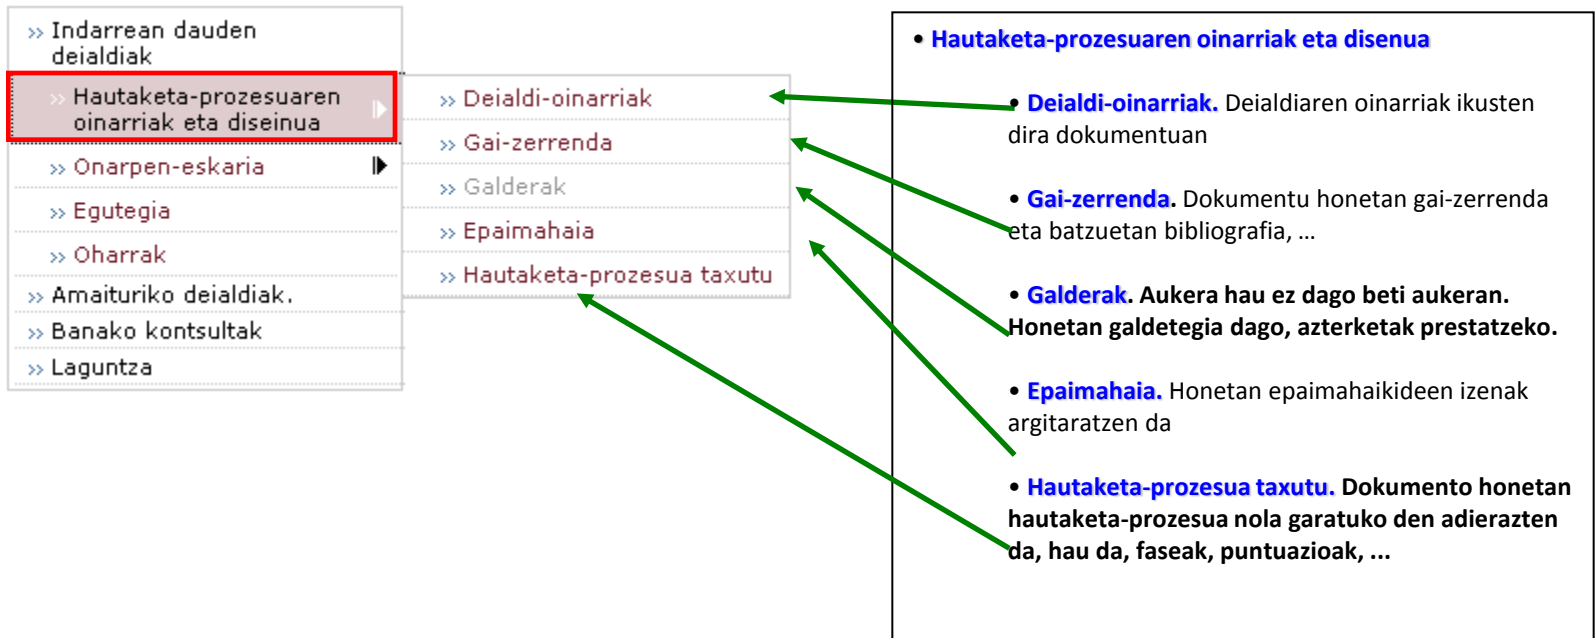 » Indarrean dauden
deialdiak
» Hautaketa-prozesuaren
oinarriak eta diseinua
» Onarpen-eskaria
» Egutegia
» Oharrak
» Amaituriko deialdiak.
» Banako kontsultak
» Laguntza
» Deialdi-oinarriak
» Gai-zerrenda
» Galderak
» Epaimahaia
» Hautaketa-prozesua taxutu
• Hautaketa-prozesuaren oinarriak eta disenua
• Deialdi-oinarriak. Deialdiaren oinarriak ikusten
dira dokumentuan
• Gai-zerrenda. Dokumentu honetan gai-zerrenda
eta batzuetan bibliografia, ...
• Galderak. Aukera hau ez dago beti aukeran.
Honetan galdetegia dago, azterketak prestatzeko.
• Epaimahaia. Honetan epaimahaikideen izenak
argitaratzen da
• Hautaketa-prozesua taxutu. Dokumento honetan
hautaketa-prozesua nola garatuko den adierazten
da, hau da, faseak, puntuazioak, ...